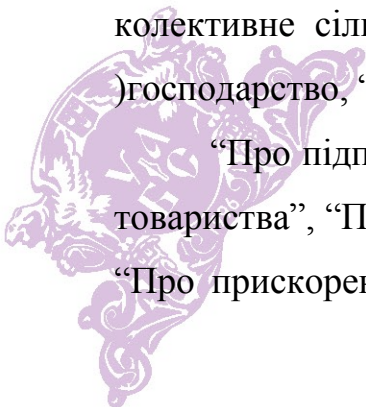 колективне сіл
)господарство, “
“Про підп
товариства”, “П
“Про прискорен